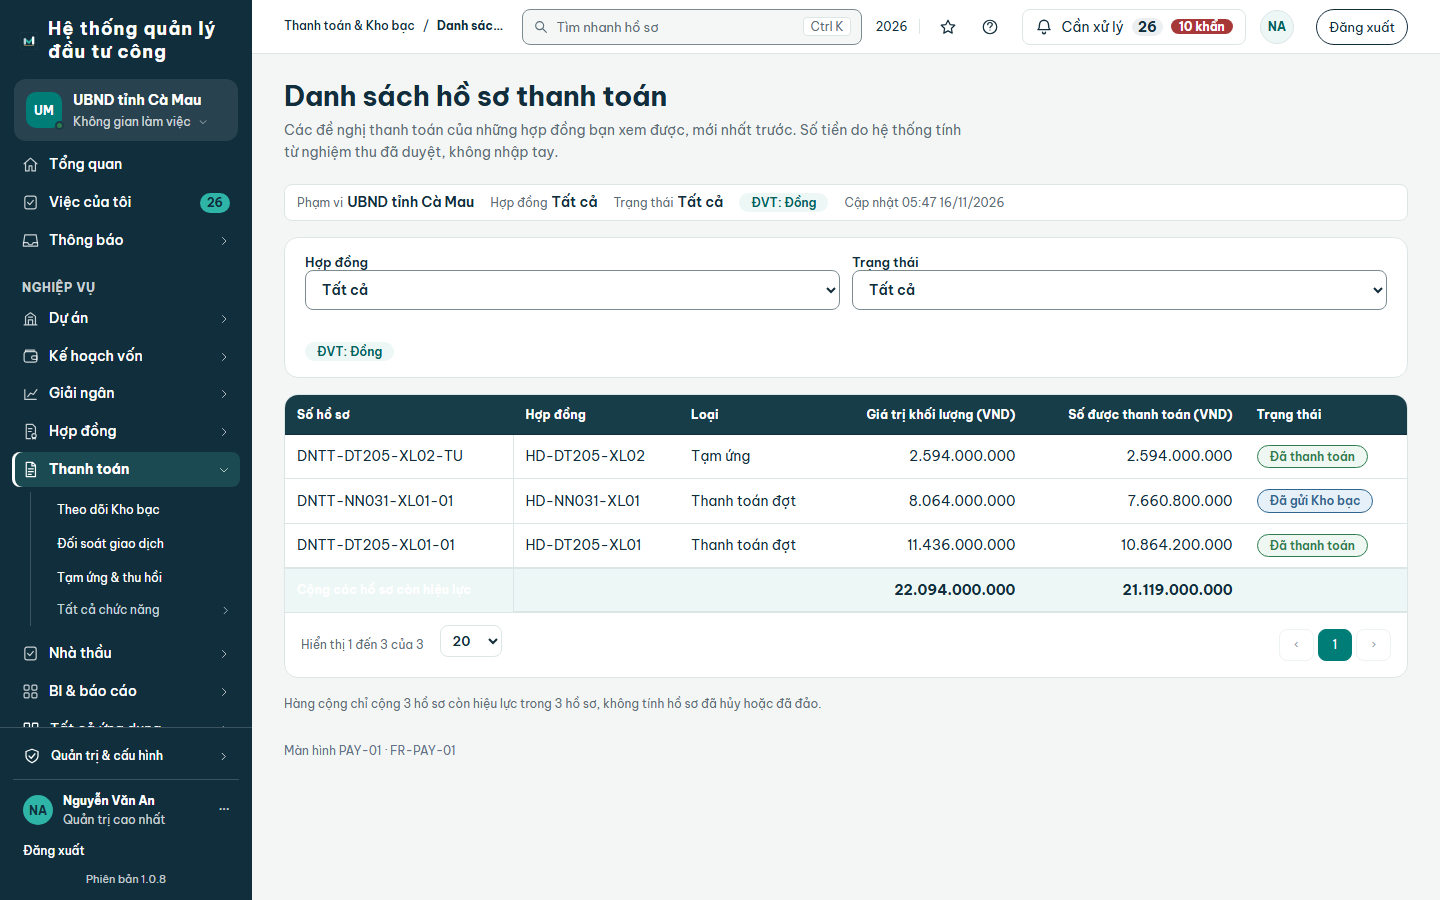 Hệ thống quản lý
đầu tư công
UM
UBND tỉnh Cà Mau
Không gian làm việc
Tổng quan
Việc của tôi 26
Thông báo
NGHIỆP VỤ
Dự án
Kế hoạch vốn
Giải ngân
Hợp đồng
Thanh toán
Theo dõi Kho bạc
Đối soát giao dịch
Tạm ứng & thu hồi
Tất cả chức năng
Nhà thầu
BI & báo cáo
Tất cả ứng dụng
Quản trị & cấu hình
NA
Nguyễn Văn An
Quản trị cao nhất
Đăng xuất
Phiên bản 1.0.8
Thanh toán & Kho bạc / Danh sác... Tìm nhanh hồ sơ Ctrl K 2026 Cần xử lý 26 10 khẩn NA Đăng xuất
Danh sách hồ sơ thanh toán
Các đề nghị thanh toán của những hợp đồng bạn xem được, mới nhất trước. Số tiền do hệ thống tính
từ nghiệm thu đã duyệt, không nhập tay.
Phạm vi UBND tỉnh Cà Mau Hợp đồng Tất cả Trạng thái Tất cả ĐVT: Đồng Cập nhật 05:47 16/11/2026
Hợp đồng Trạng thái
Tất cả Tất cả
ĐVT: Đồng
Số hồ sơ Hợp đồng Loại Giá trị khối lượng (VND) Số được thanh toán (VND) Trạng thái
DNTT-DT205-XL02-TU HD-DT205-XL02 Tạm ứng 2.594.000.000 2.594.000.000 Đã thanh toán
DNTT-NN031-XL01-01 HD-NN031-XL01 Thanh toán đợt 8.064.000.000 7.660.800.000 Đã gửi Kho bạc
DNTT-DT205-XL01-01 HD-DT205-XL01 Thanh toán đợt 11.436.000.000 10.864.200.000 Đã thanh toán
Cộng các hồ sơ còn hiệu lực 22.094.000.000 21.119.000.000
Hiển thị 1 đến 3 của 3 20 ‹ 1 ›
Hàng cộng chỉ cộng 3 hồ sơ còn hiệu lực trong 3 hồ sơ, không tính hồ sơ đã hủy hoặc đã đảo.
Màn hình PAY-01 · FR-PAY-01